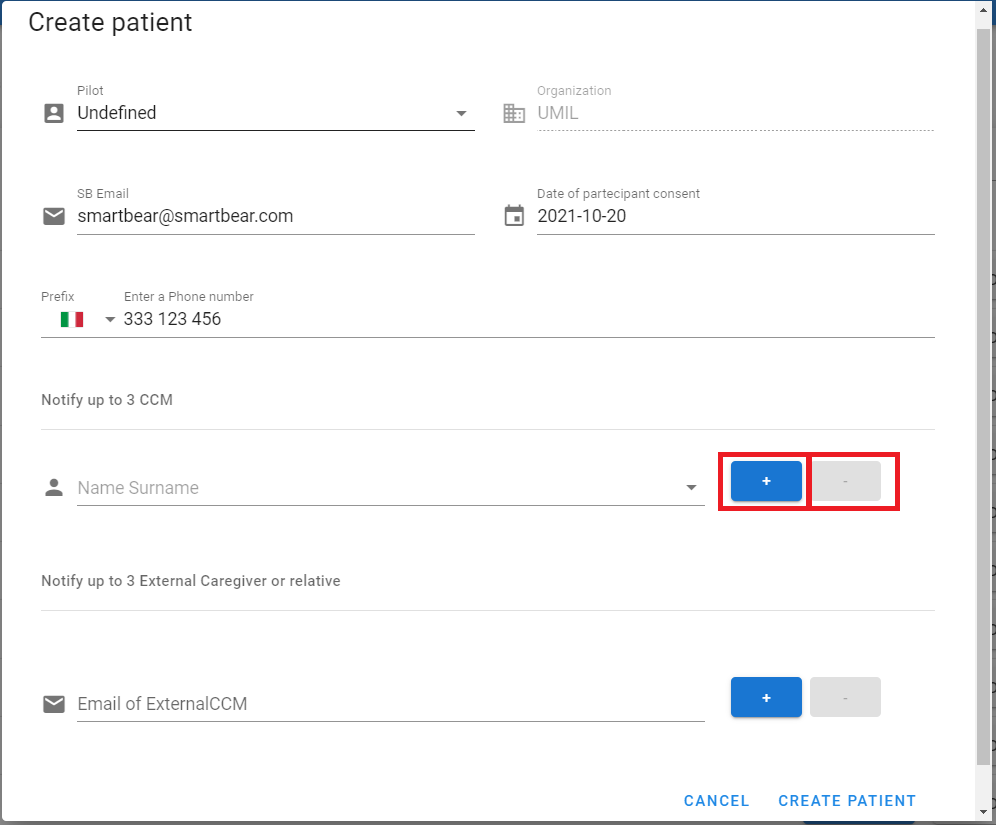 Create patient
Pilot
Undefined
Organization
UMIL
SB Email
smartbear@smartbear.com
Date of partecipant consent
2021-10-20
Prefix
Enter a Phone number
333 123 456
Notify up to 3 CCM
Name Surname
+
-
Notify up to 3 External Caregiver or relative
Email of ExternalCCM
+
-
CANCEL
CREATE PATIENT